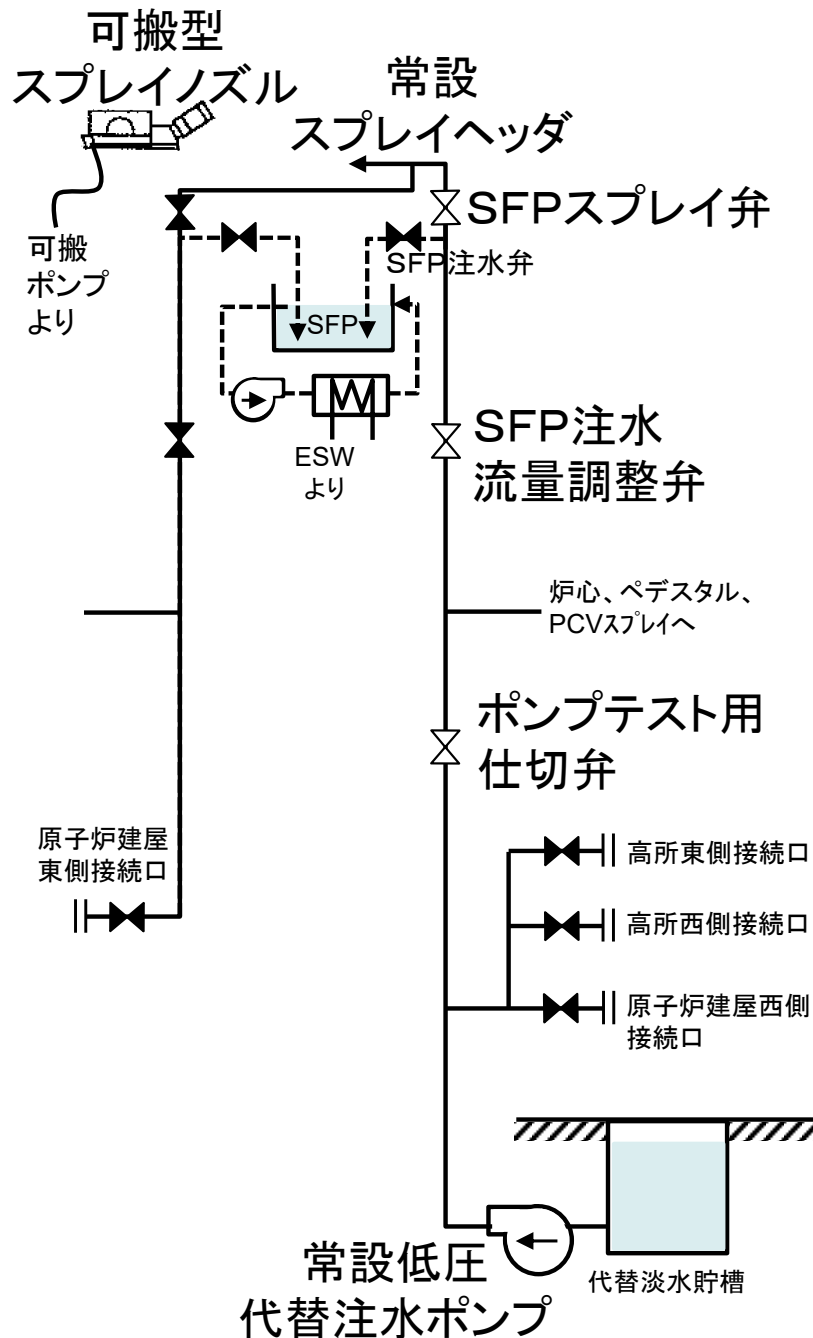 可搬型
スプレイノズル
常設
スプレイヘッダ
SFPスプレイ弁
可搬
ポンプ
より
SFP注水弁
SFP
ESW
より
SFP注水
流量調整弁
炉心、ペデスタル、
PCVスプレイへ
ポンプテスト用
仕切弁
原子炉建屋
東側接続口
高所東側接続口
高所西側接続口
原子炉建屋西側
接続口
常設低圧
代替注水ポンプ
代替淡水貯槽